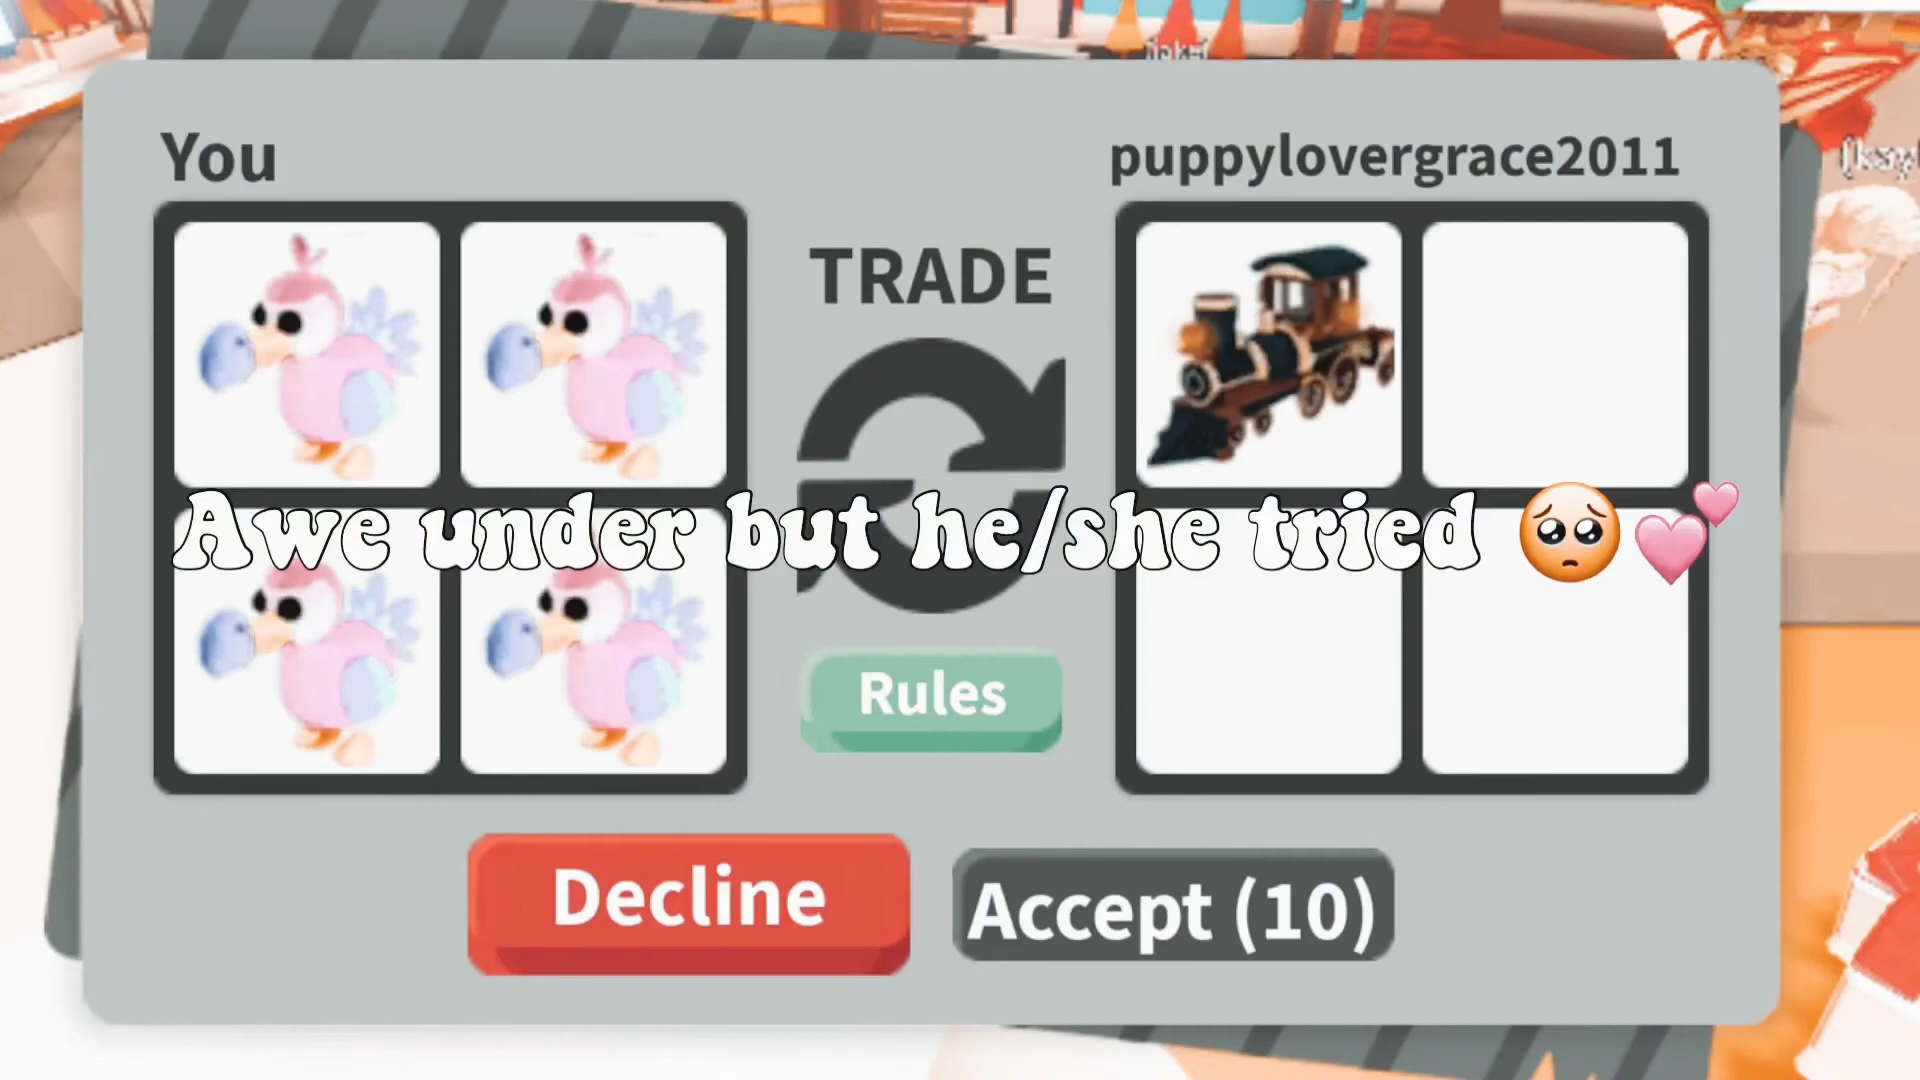 You
puppylovergrace2011
TRADE
Awe under but he/she tried 🥺💕
Rules
Decline
Accept (10)